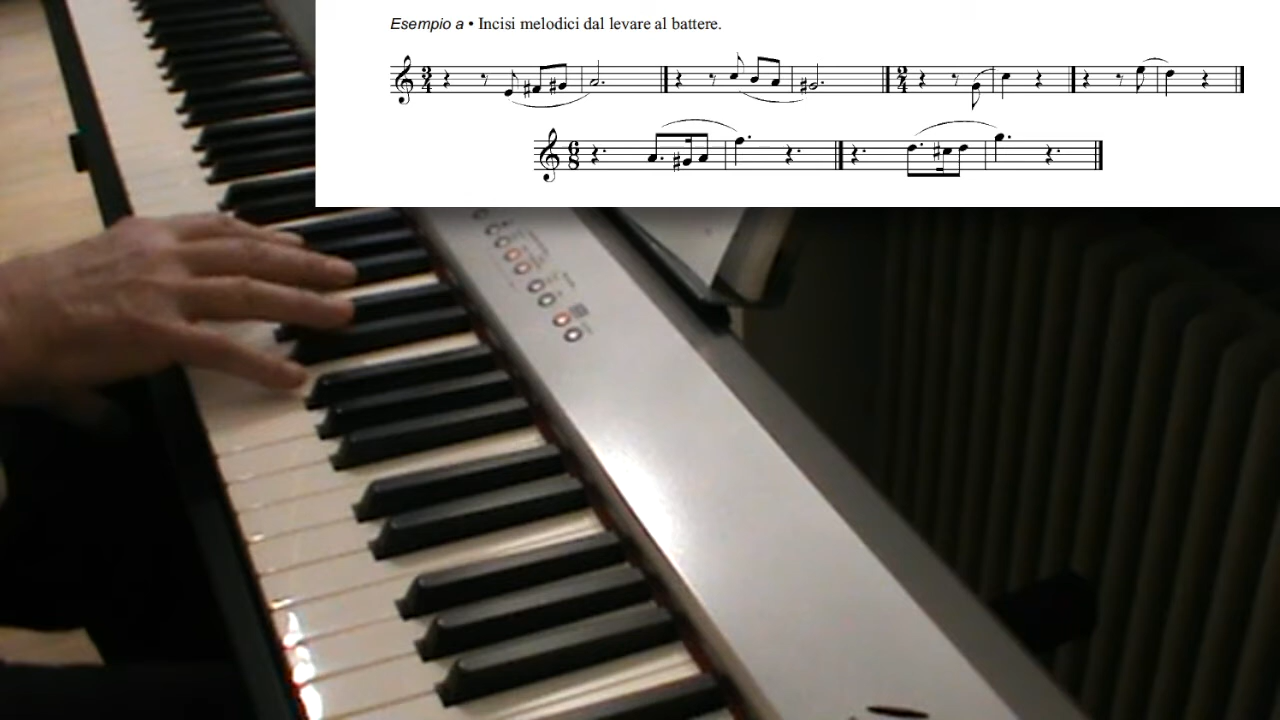 Esempio a • Incisi melodici dal levare al battere.